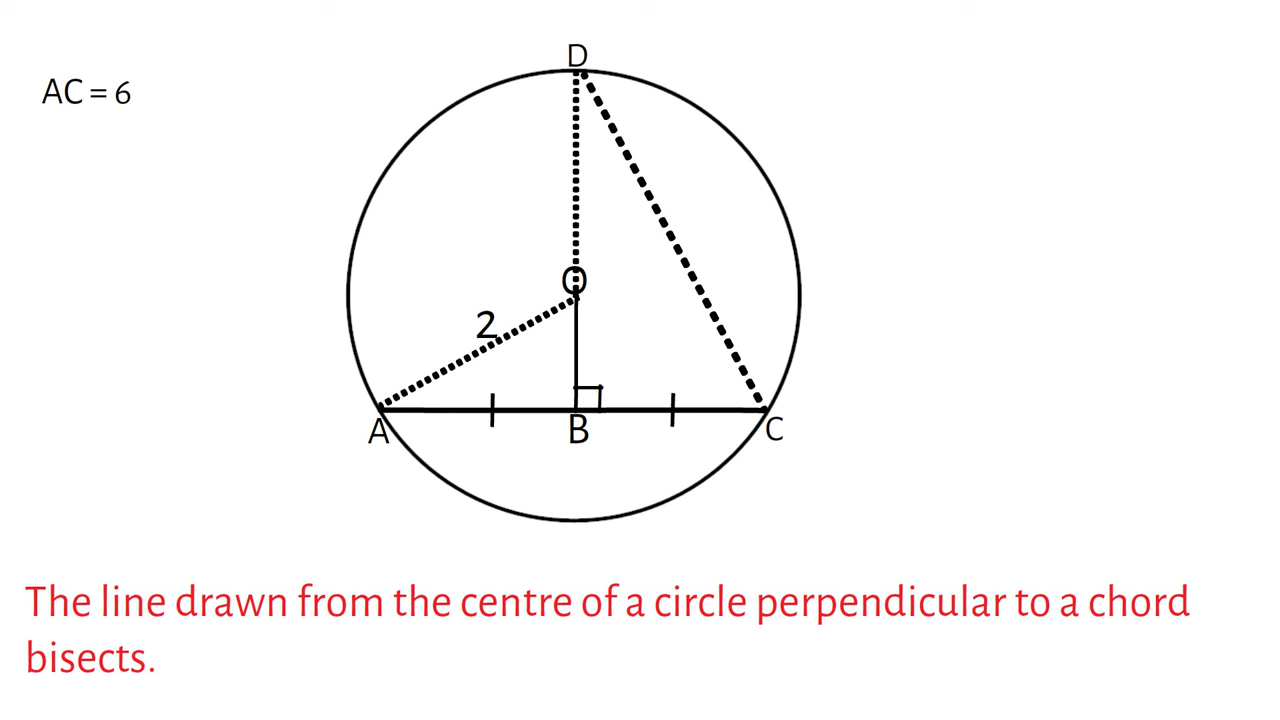 D
AC = 6
O
2
A
B
C
The line drawn from the centre of a circle perpendicular to a chord
bisects.